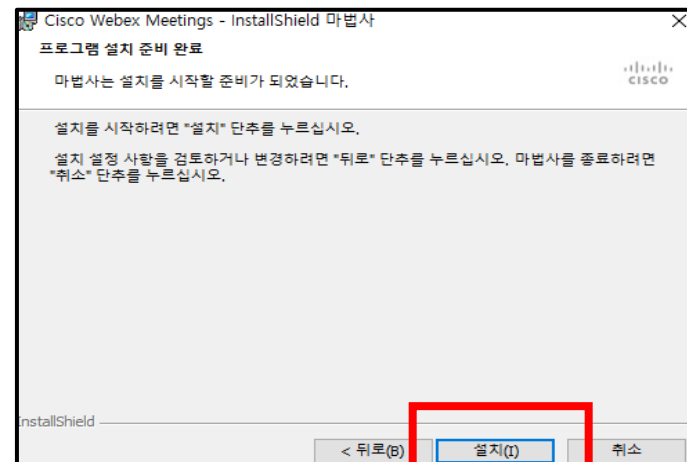 Cisco Webex Meetings - InstallShield 마법사
프로그램 설치 준비 완료
마법사는 설치를 시작할 준비가 되었습니다.
CISCO
설치를 시작하려면 "설치" 단추를 누르십시오.
설치 설정 사항을 검토하거나 변경하려면 "뒤로" 단추를 누르십시오. 마법사를 종료하려면
"취소" 단추를 누르십시오.
InstallShield
< 뒤로(B)
설치(I)
취소